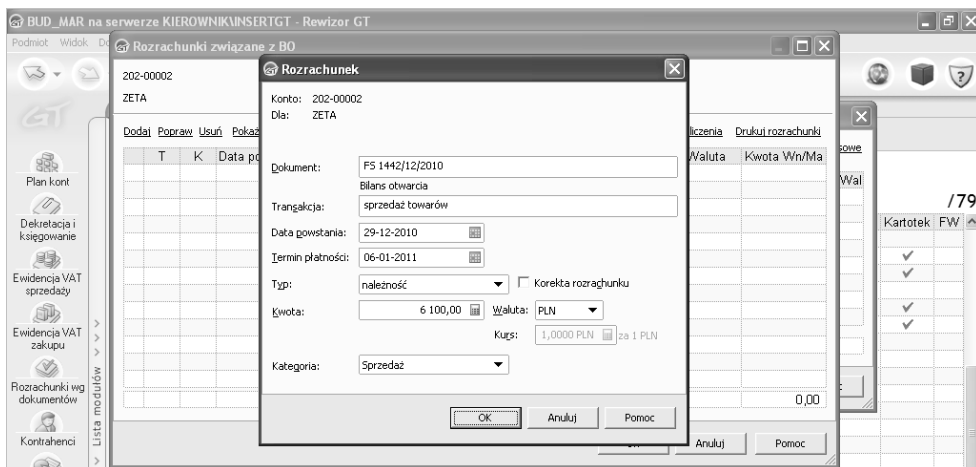 BUD_MAR na serwerze KIEROWNIK\INSERTGT - Rewizor GT
Podmiot Widok
Rozrachunki związane z BO
202-00002
ZETA
Dodaj Popraw Usuń
Drukuj rozrachunki
T K
Waluta Kwota Wn/Ma
0,00
Anuluj Pomoc
Rozrachunek
Konto: 202-00002
Dla: ZETA
Dokument: FS 1442/12/2010
Bilans otwarcia
Transakcja: sprzedaż towarów
Data powstania: 29-12-2010
Termin płatności: 06-01-2011
Typ: należność Korekta rozrachunku
Kwota: 6 100,00 Waluta: PLN
Kurs: 1,0000 PLN za 1 PLN
Kategoria: Sprzedaż
OK Anuluj Pomoc
GT
Plan kont
Dekretacja i
księgowanie
Ewidencja VAT
sprzedaży
Ewidencja VAT
zakupu
Rozrachunki wg
dokumentów
Kontrahenci
Lista modułów
/79
Kartotek FW